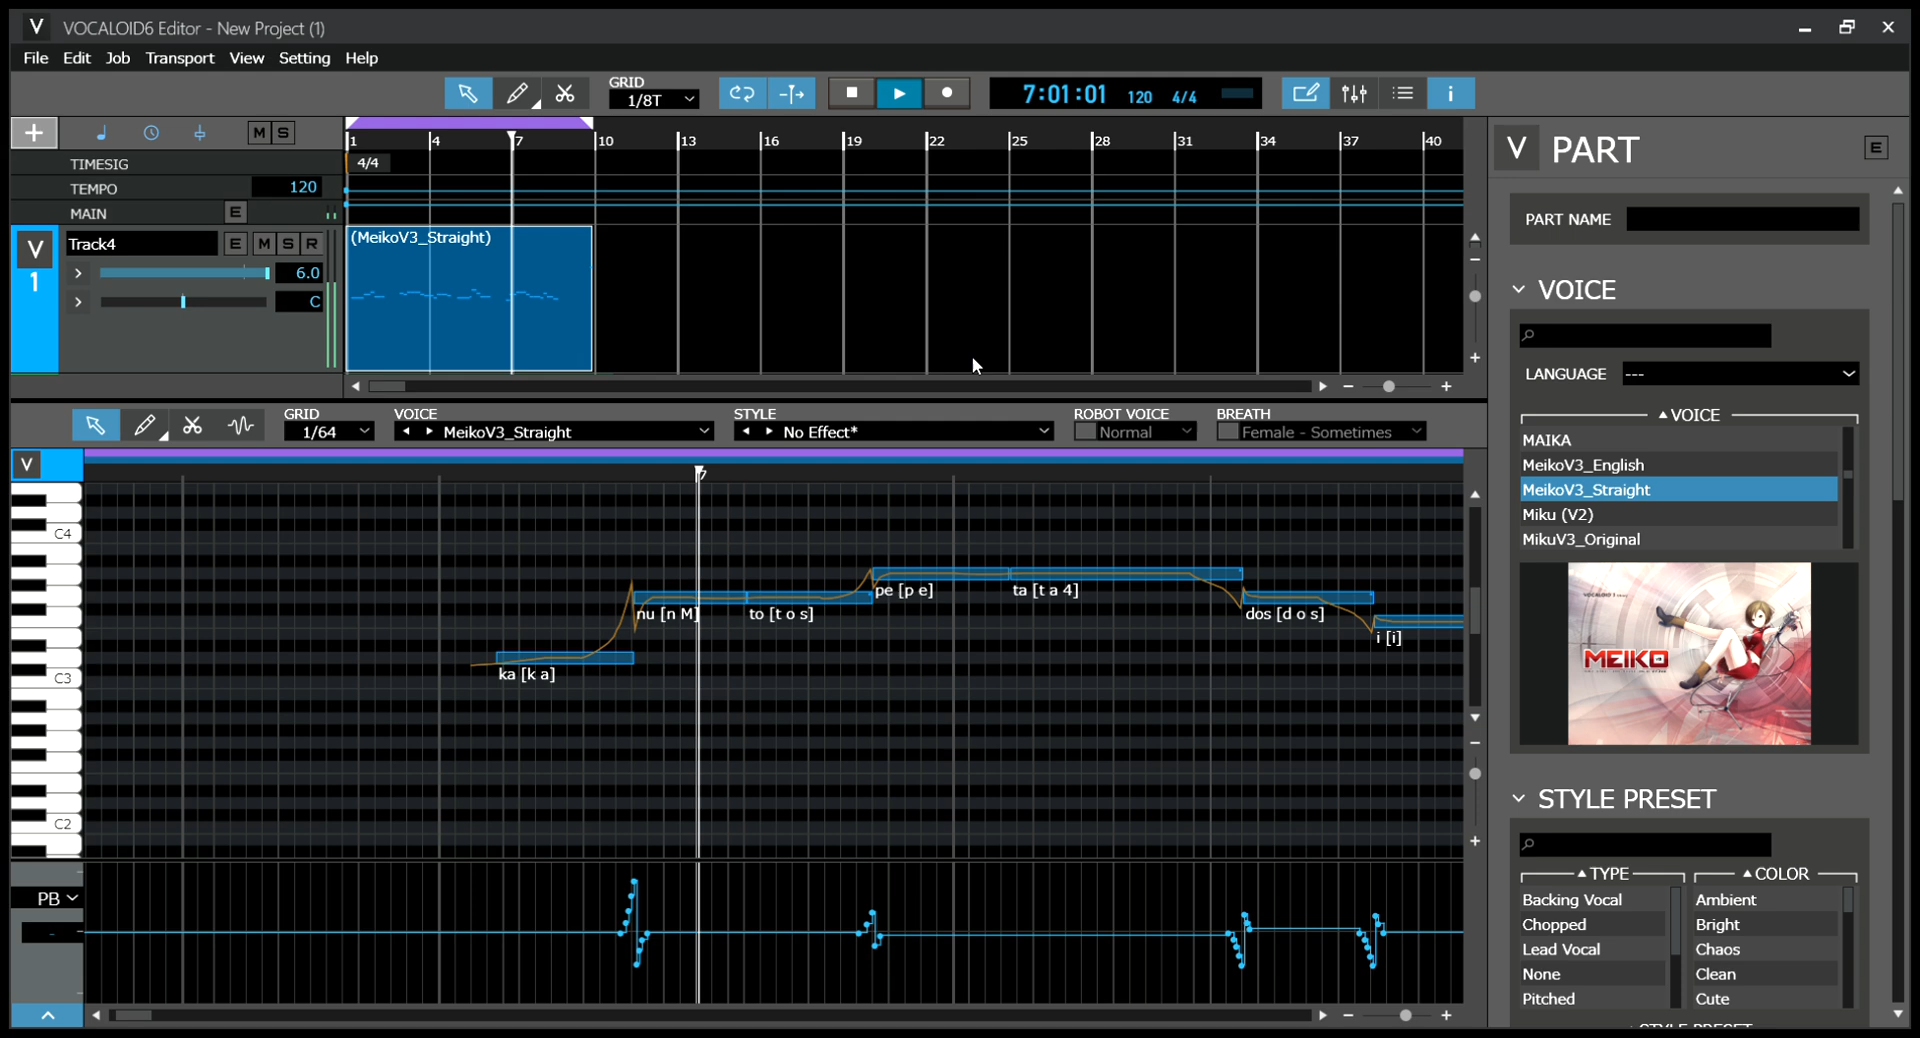 V VOCALOID6 Editor - New Project (1)
File Edit Job Transport View Setting Help
GRID
1/8T
7:01:01 120 4/4
i
M S
1 4 7 10 13 16 19 22 25 28 31 34 37 40
TIMESIG
4/4
TEMPO 120
MAIN E
V
1
Track4 E M S R
6.0
C
(MeikoV3_Straight)
GRID
1/64
VOICE
MeikoV3_Straight
STYLE
No Effect*
ROBOT VOICE
Normal
BREATH
Female - Sometimes
V
7
C4
C3
C2
ka [k a]
nu [n M]
to [t o s]
pe [p e]
ta [t a 4]
dos [d o s]
i [i]
PB
V PART E
PART NAME
VOICE
LANGUAGE ---
VOICE
MAIKA
MeikoV3_English
MeikoV3_Straight
Miku (V2)
MikuV3_Original
MEIKO
STYLE PRESET
TYPE
Backing Vocal
Chopped
Lead Vocal
None
Pitched
COLOR
Ambient
Bright
Chaos
Clean
Cute